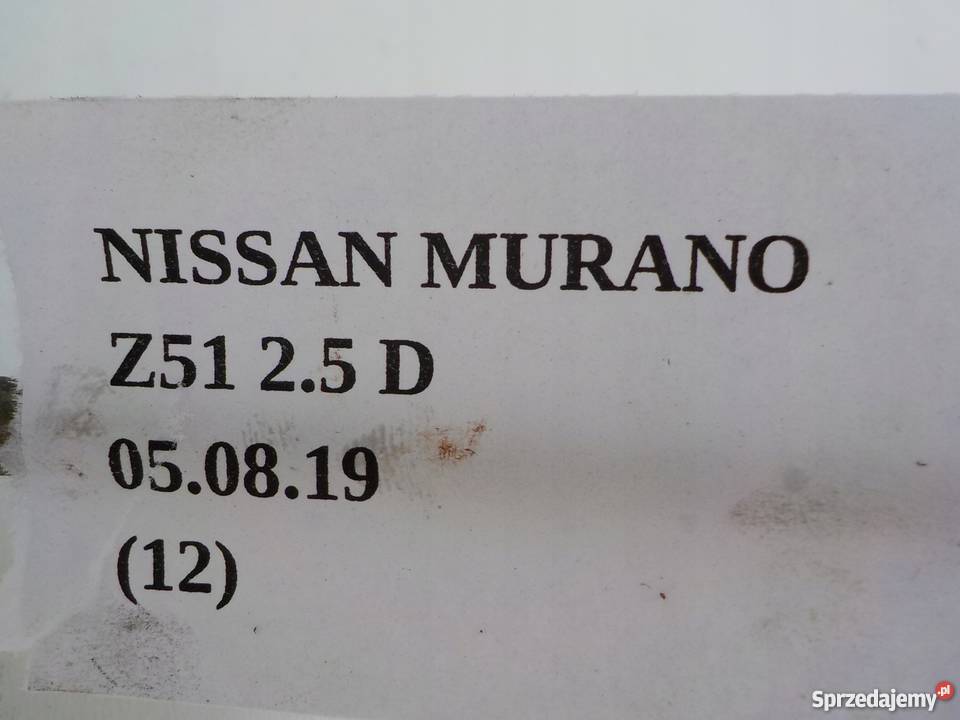 NISSAN MURANO
Z51 2.5 D
05.08.19
(12)
Sprzedajemy.pl